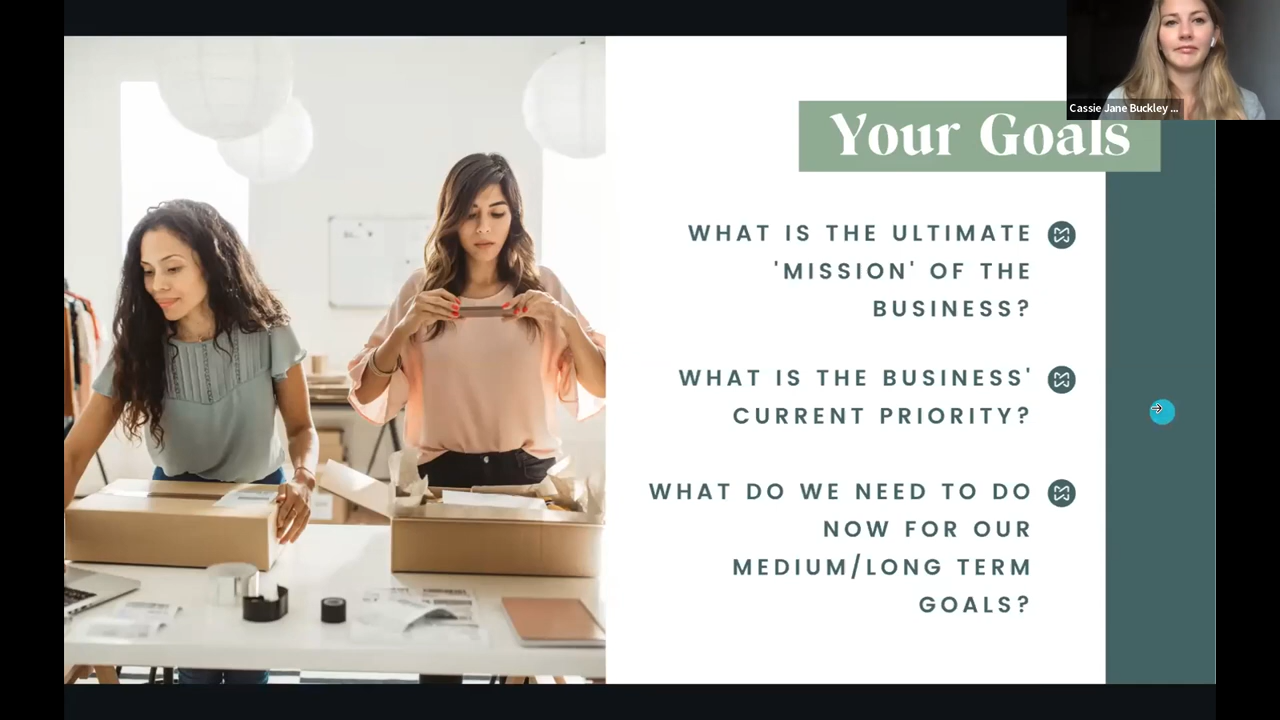 Cassie Jane Buckley ...
Your Goals
WHAT IS THE ULTIMATE
'MISSION' OF THE
BUSINESS?
WHAT IS THE BUSINESS'
CURRENT PRIORITY?
WHAT DO WE NEED TO DO
NOW FOR OUR
MEDIUM/LONG TERM
GOALS?